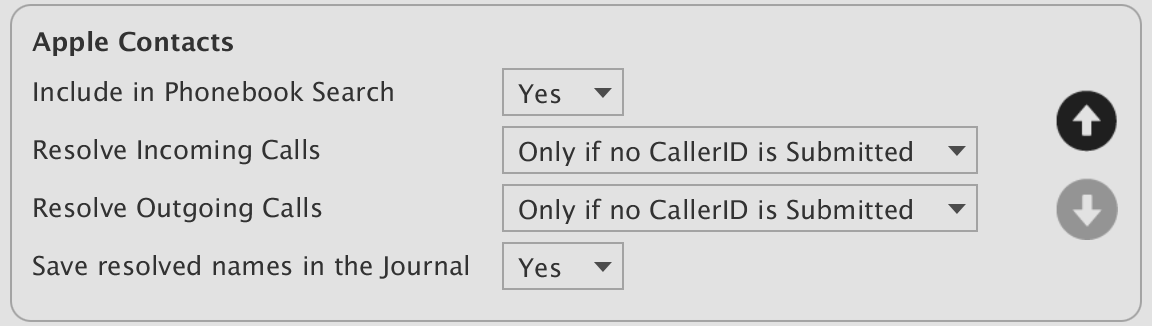 Apple Contacts
Include in Phonebook Search Yes
Resolve Incoming Calls Only if no CallerID is Submitted
Resolve Outgoing Calls Only if no CallerID is Submitted
Save resolved names in the Journal Yes